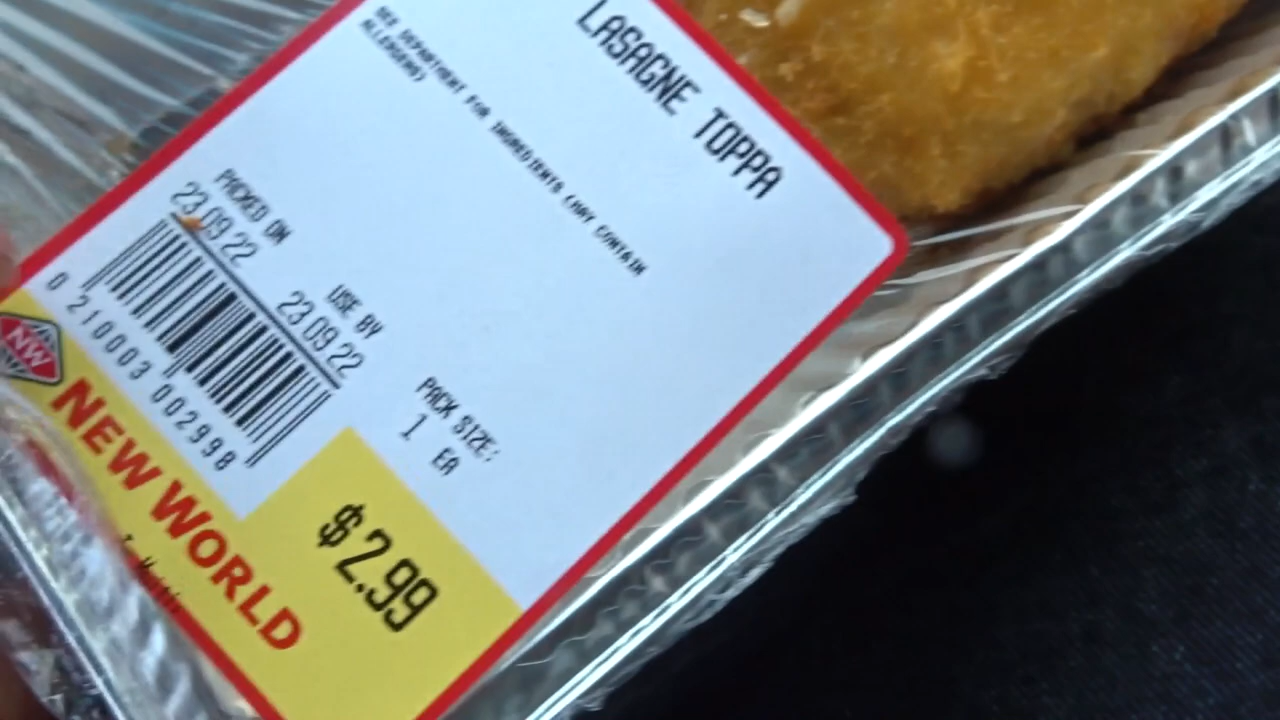 LASAGNE TOPPA
SEE DEPARTMENT FOR INGREDIENTS (MAY CONTAIN
ALLERGENS)
PACKED ON
23.09.22
USE BY
23.09.22
0 210003 002998
PACK SIZE:
1 EA
$2.99
NW
NEW WORLD